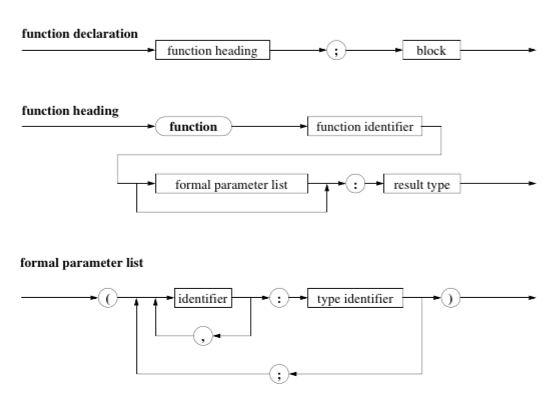 function declaration
function heading ; block
function heading
function function identifier
formal parameter list : result type
formal parameter list
( identifier : type identifier )
,
;